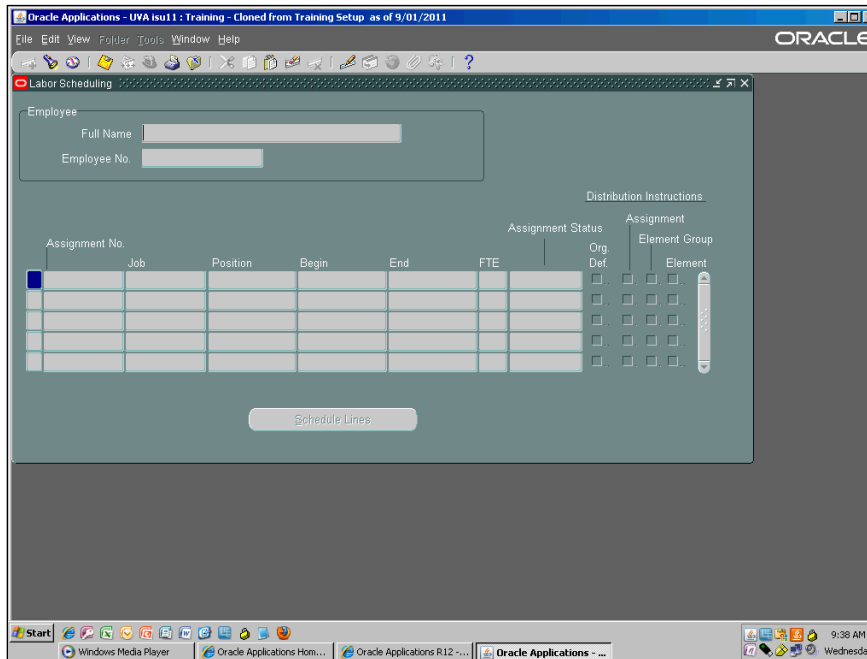 Oracle Applications - UVA isu11 : Training - Cloned from Training Setup as of 9/01/2011
File Edit View Folder Tools Window Help
ORACLE
Labor Scheduling
Employee
Full Name
Employee No.
Distribution Instructions
Assignment Status
Assignment
Element Group
Assignment No.
Job
Position
Begin
End
FTE
Org. Def.
Element
Schedule Lines
Start
9:38 AM
Windows Media Player
Oracle Applications Hom...
Oracle Applications R12 -...
Oracle Applications - ...
Wednesda